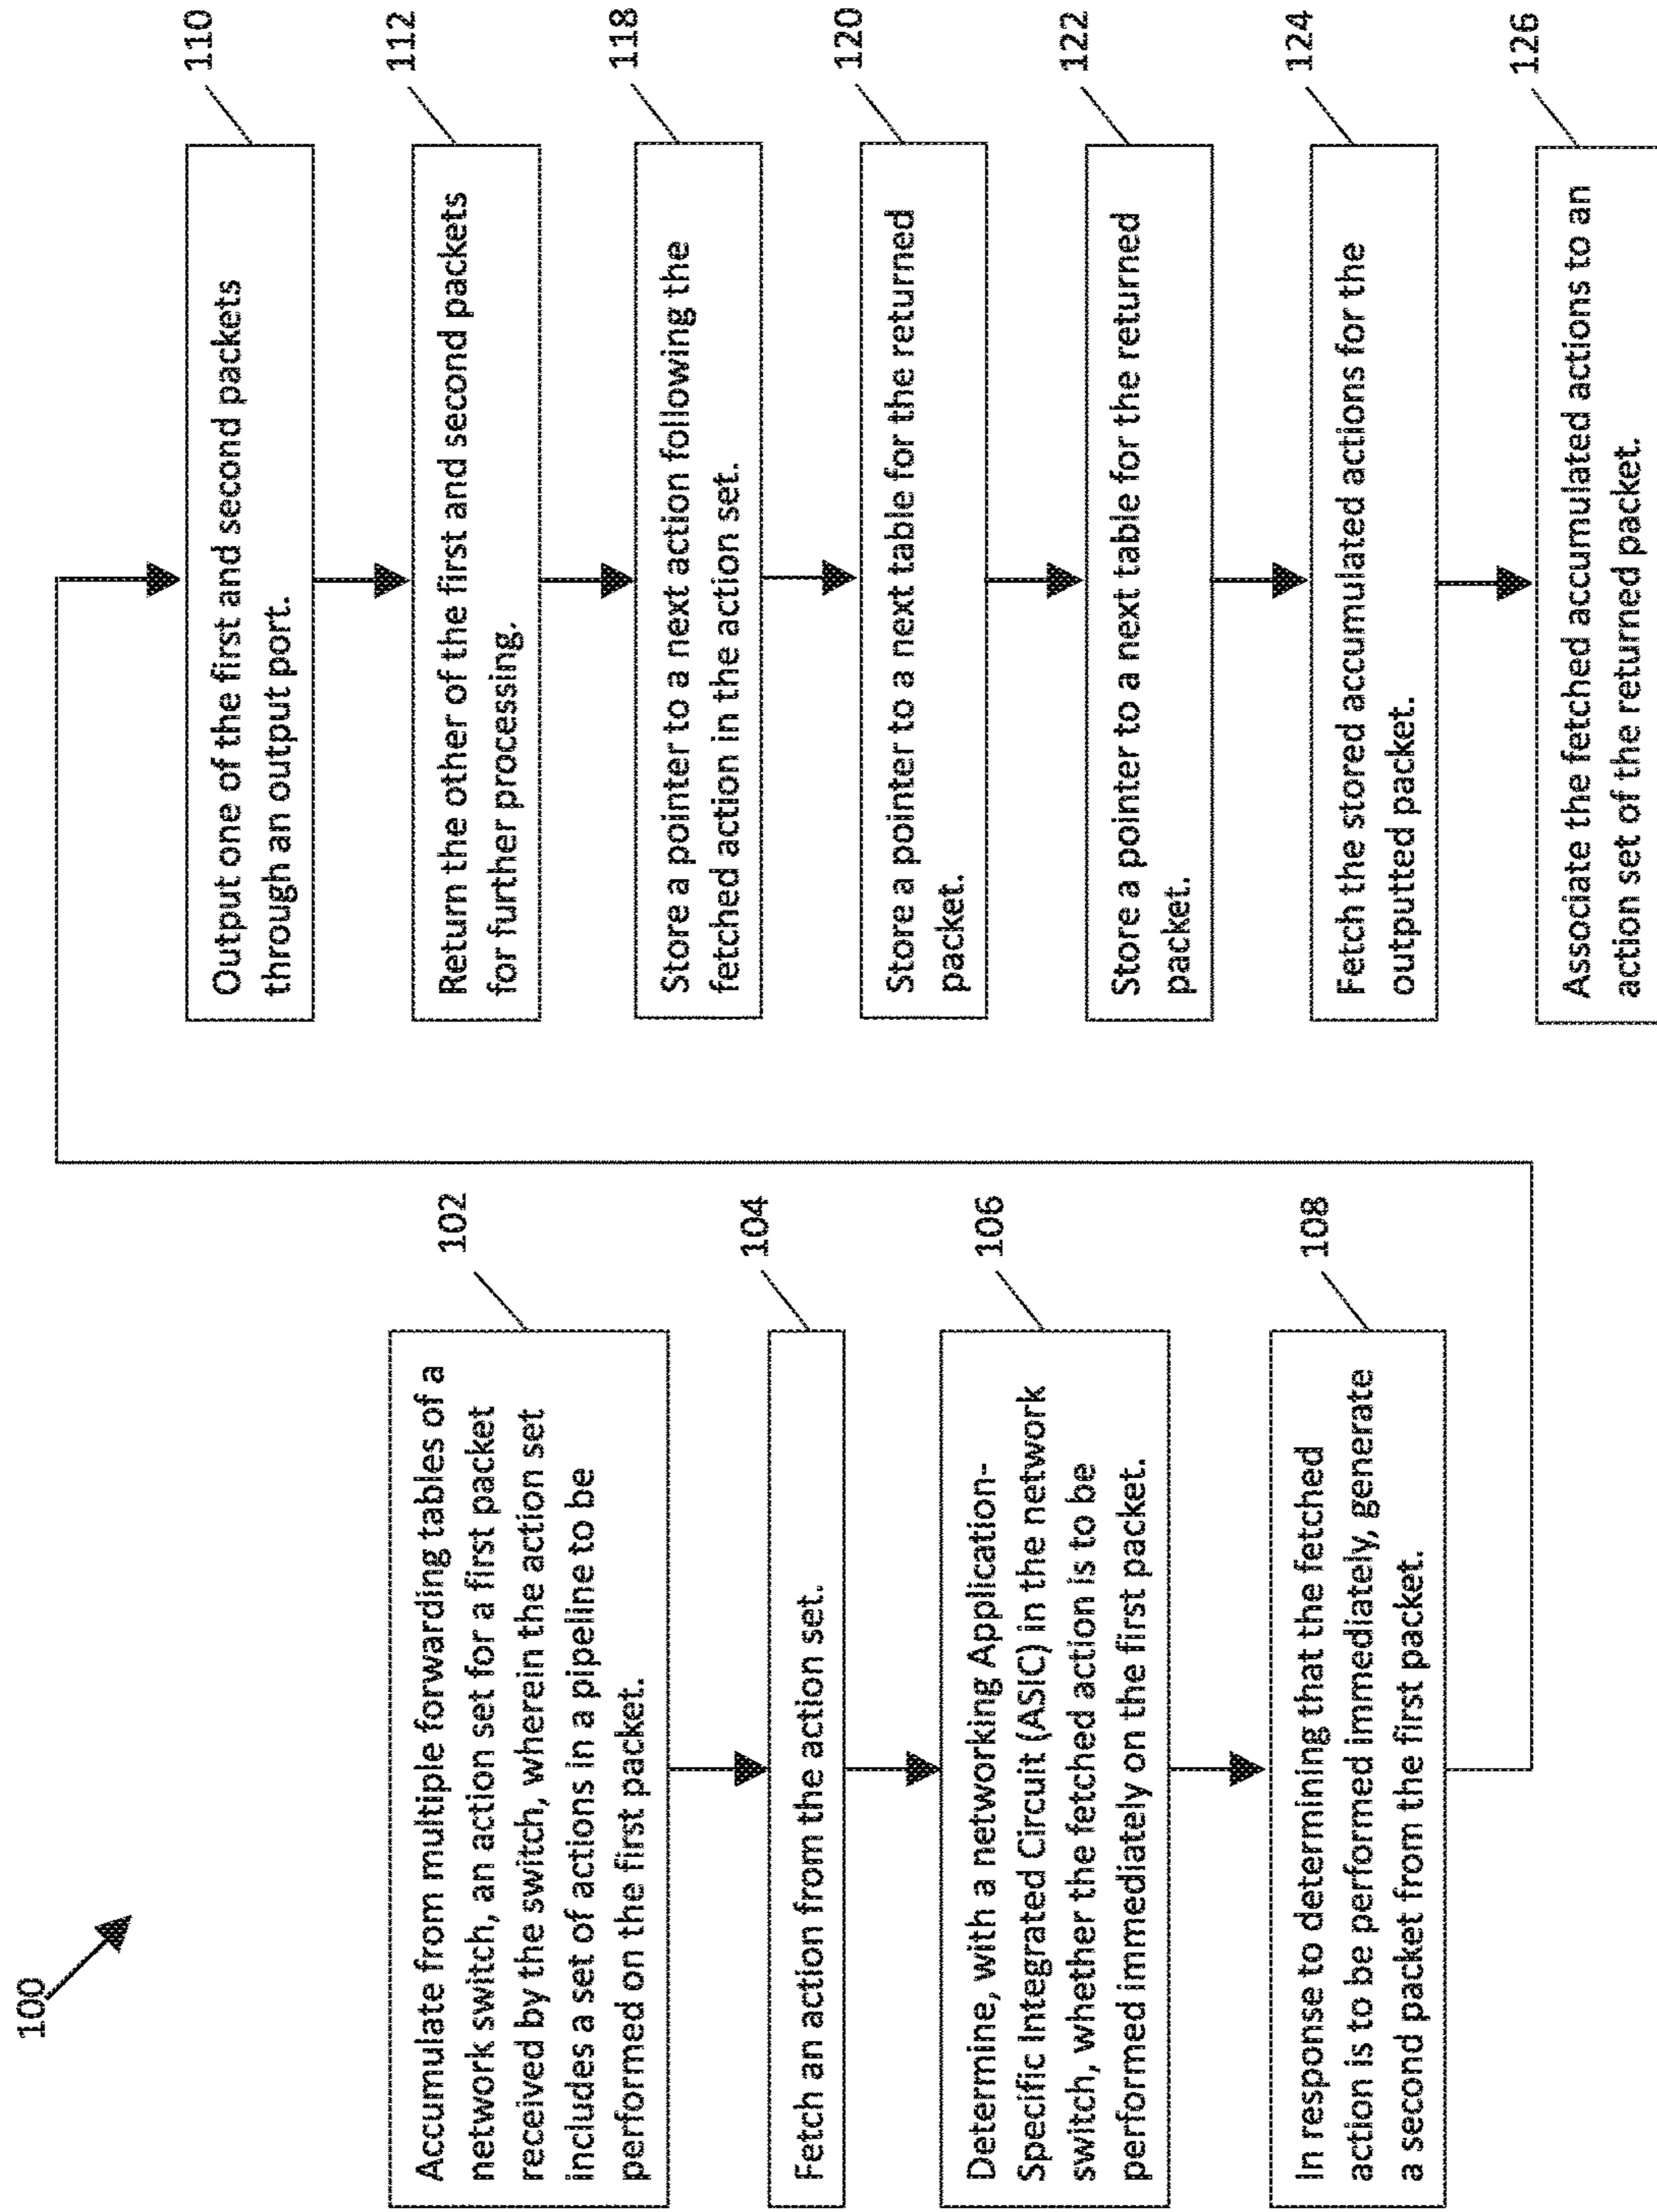 100
Accumulate from multiple forwarding tables of a
network switch, an action set for a first packet
received by the switch, wherein the action set
includes a set of actions in a pipeline to be
performed on the first packet.
102
Fetch an action from the action set.
104
Determine, with a networking Application-
Specific Integrated Circuit (ASIC) in the network
switch, whether the fetched action is to be
performed immediately on the first packet.
106
In response to determining that the fetched
action is to be performed immediately, generate
a second packet from the first packet.
108
Output one of the first and second packets
through an output port.
110
Return the other of the first and second packets
for further processing.
112
Store a pointer to a next action following the
fetched action in the action set.
118
Store a pointer to a next table for the returned
packet.
120
Store a pointer to a next table for the returned
packet.
122
Fetch the stored accumulated actions for the
outputted packet.
124
Associate the fetched accumulated actions to an
action set of the returned packet.
126